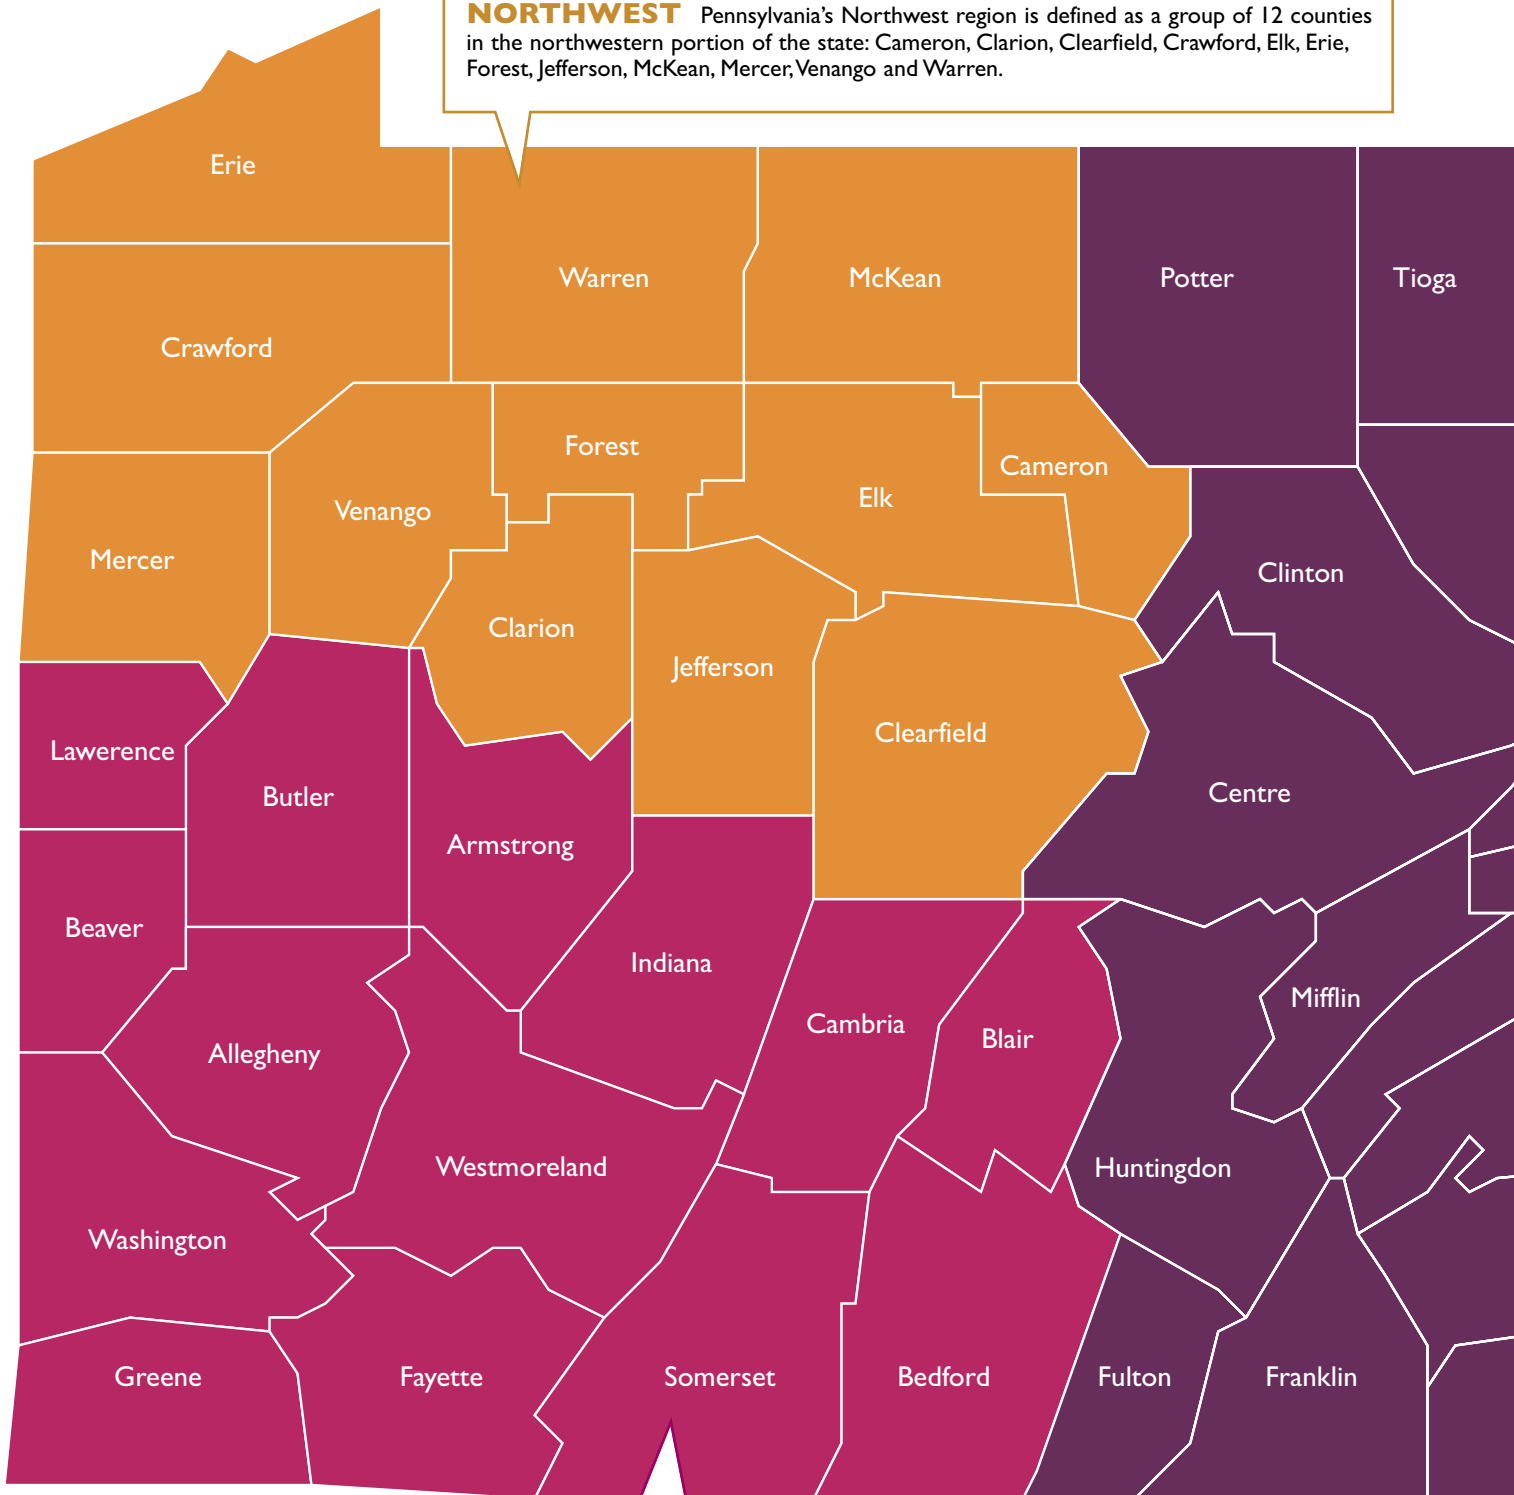 NORTHWEST Pennsylvania’s Northwest region is defined as a group of 12 counties
in the northwestern portion of the state: Cameron, Clarion, Clearfield, Crawford, Elk, Erie,
Forest, Jefferson, McKean, Mercer, Venango and Warren.
Erie
Warren
McKean
Potter
Tioga
Crawford
Forest
Cameron
Elk
Venango
Mercer
Clinton
Clarion
Jefferson
Clearfield
Lawerence
Centre
Butler
Armstrong
Beaver
Indiana
Mifflin
Cambria
Blair
Allegheny
Westmoreland
Huntingdon
Washington
Greene
Fayette
Somerset
Bedford
Fulton
Franklin